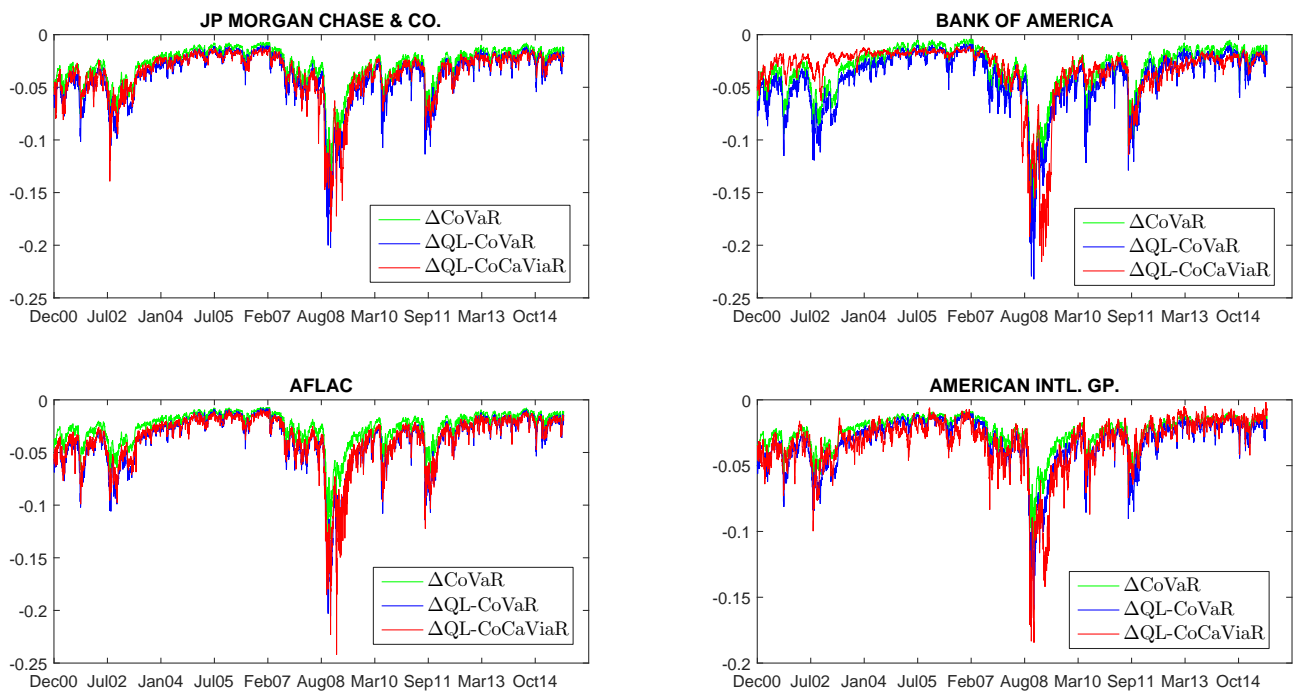 JP MORGAN CHASE & CO.
0
-0.05
-0.1
-0.15
-0.2
-0.25
Dec00 Jul02 Jan04 Jul05 Feb07 Aug08 Mar10 Sep11 Mar13 Oct14
ΔCoVaR
ΔQL-CoVaR
ΔQL-CoCaViaR
BANK OF AMERICA
0
-0.05
-0.1
-0.15
-0.2
-0.25
Dec00 Jul02 Jan04 Jul05 Feb07 Aug08 Mar10 Sep11 Mar13 Oct14
ΔCoVaR
ΔQL-CoVaR
ΔQL-CoCaViaR
AFLAC
0
-0.05
-0.1
-0.15
-0.2
-0.25
Dec00 Jul02 Jan04 Jul05 Feb07 Aug08 Mar10 Sep11 Mar13 Oct14
ΔCoVaR
ΔQL-CoVaR
ΔQL-CoCaViaR
AMERICAN INTL. GP.
0
-0.05
-0.1
-0.15
-0.2
Dec00 Jul02 Jan04 Jul05 Feb07 Aug08 Mar10 Sep11 Mar13 Oct14
ΔCoVaR
ΔQL-CoVaR
ΔQL-CoCaViaR